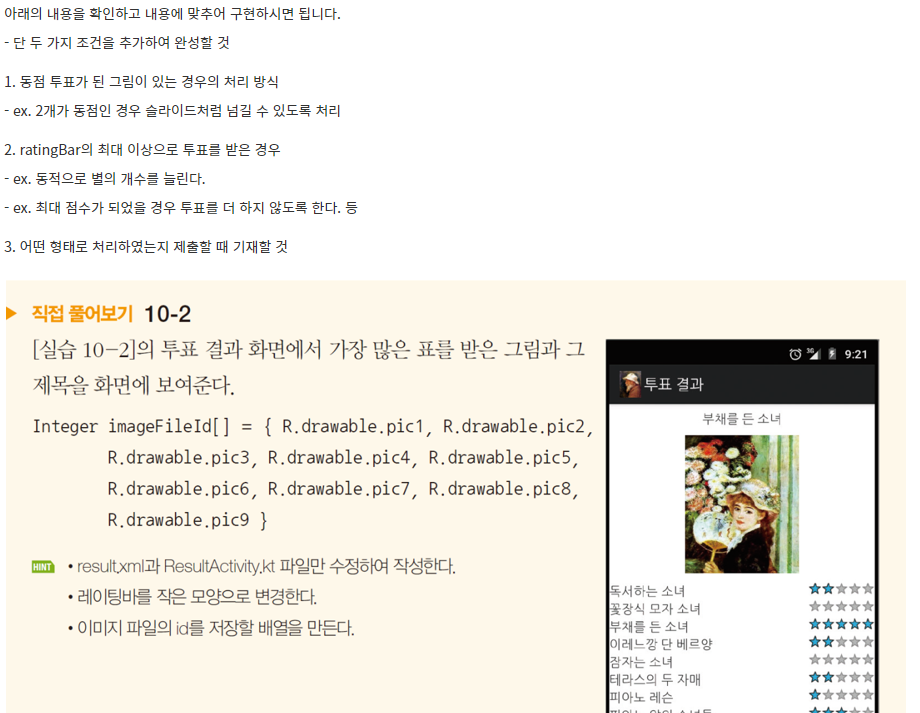 아래의 내용을 확인하고 내용에 맞추어 구현하시면 됩니다.
- 단 두 가지 조건을 추가하여 완성할 것
1. 동점 투표가 된 그림이 있는 경우의 처리 방식
- ex. 2개가 동점인 경우 슬라이드처럼 넘길 수 있도록 처리
2. ratingBar의 최대 이상으로 투표를 받은 경우
- ex. 동적으로 별의 개수를 늘린다.
- ex. 최대 점수가 되었을 경우 투표를 더 하지 않도록 한다. 등
3. 어떤 형태로 처리하였는지 제출할 때 기재할 것
직접 풀어보기 10-2
[실습 10-2]의 투표 결과 화면에서 가장 많은 표를 받은 그림과 그
제목을 화면에 보여준다.
Integer imageFileId[] = { R.drawable.pic1, R.drawable.pic2,
R.drawable.pic3, R.drawable.pic4, R.drawable.pic5,
R.drawable.pic6, R.drawable.pic7, R.drawable.pic8,
R.drawable.pic9 }
HINT • result.xml과 ResultActivity.kt 파일만 수정하여 작성한다.
• 레이팅바를 작은 모양으로 변경한다.
• 이미지 파일의 id를 저장할 배열을 만든다.
3G 9:21
투표 결과
부채를 든 소녀
독서하는 소녀
꽃장식 모자 소녀
부채를 든 소녀
이레느깡 단 베르양
잠자는 소녀
테라스의 두 자매
피아노 레슨